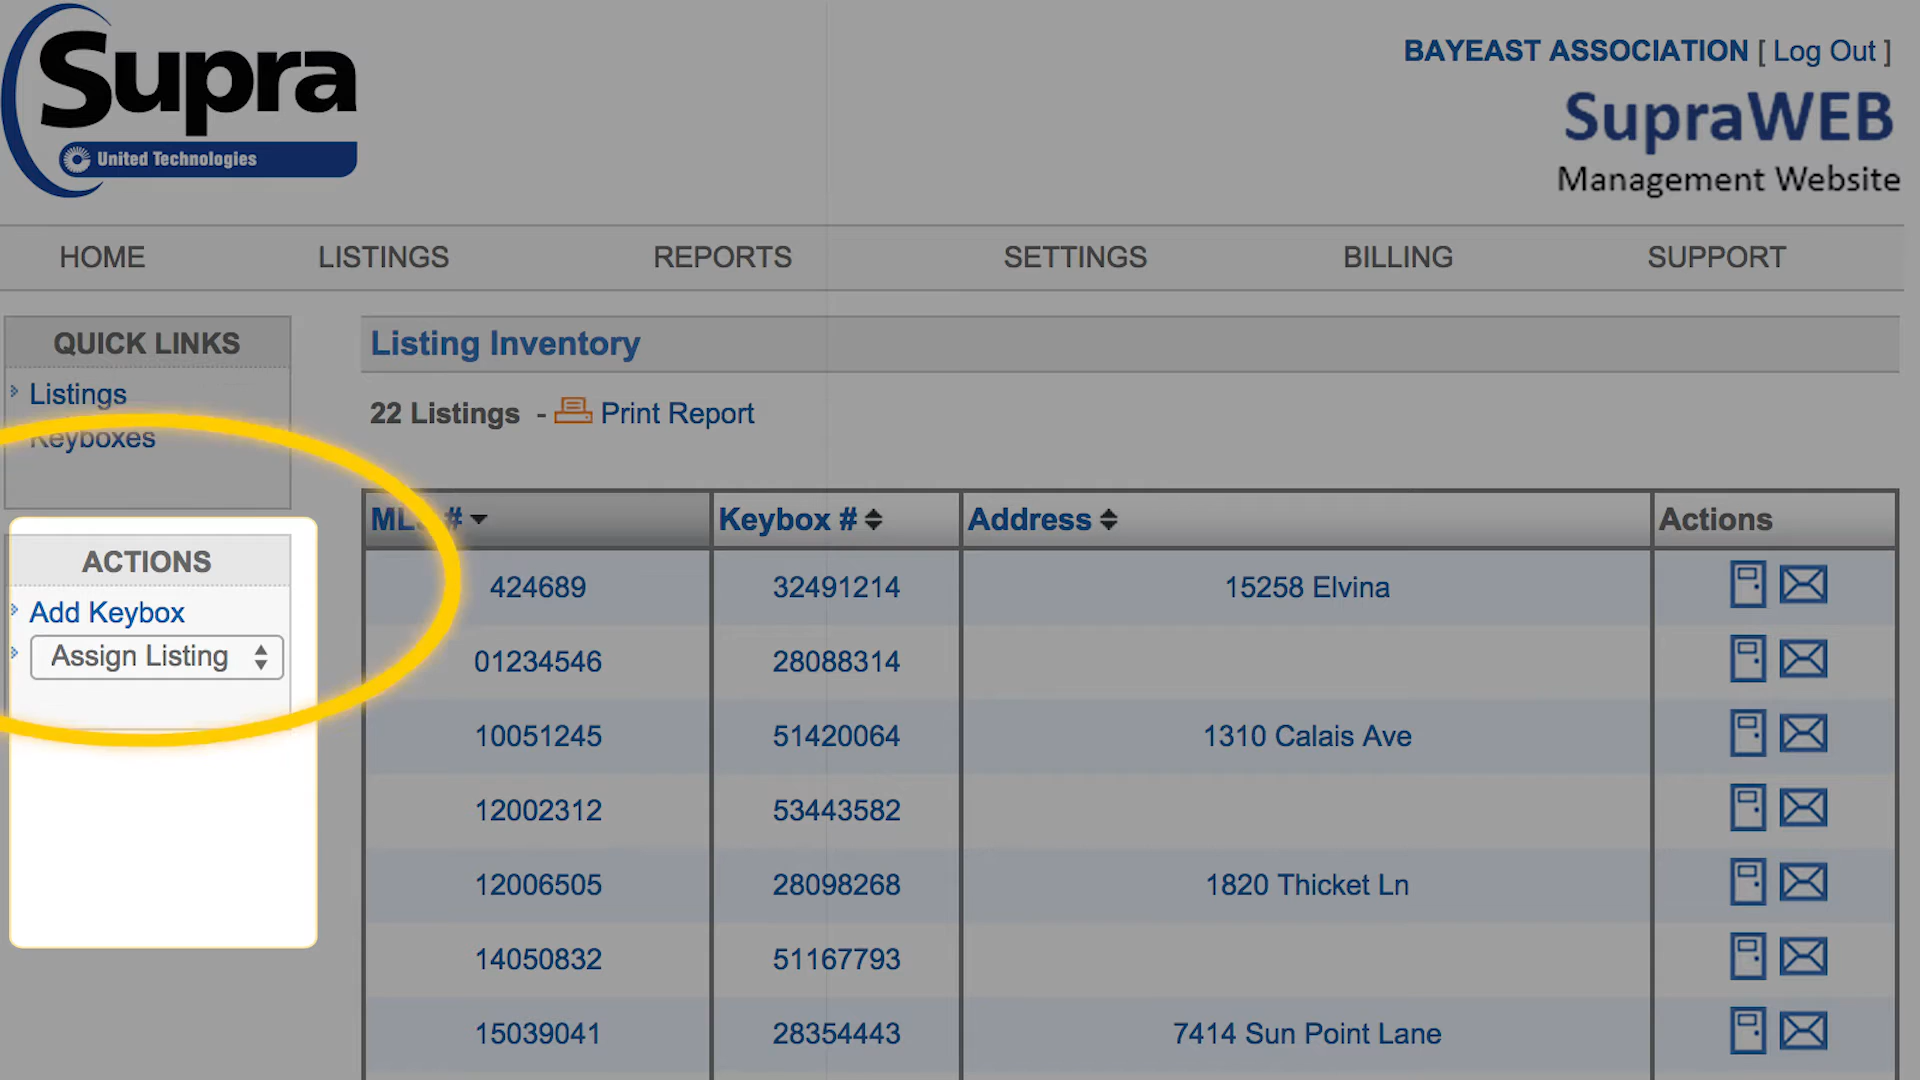 Supra
United Technologies
BAYEAST ASSOCIATION [ Log Out ]
SupraWEB
Management Website
HOME LISTINGS REPORTS SETTINGS BILLING SUPPORT
QUICK LINKS
Listings
Keyboxes
ACTIONS
Add Keybox
Assign Listing
Listing Inventory
22 Listings - Print Report
MLS # Keybox # Address Actions
424689 32491214 15258 Elvina
01234546 28088314
10051245 51420064 1310 Calais Ave
12002312 53443582
12006505 28098268 1820 Thicket Ln
14050832 51167793
15039041 28354443 7414 Sun Point Lane